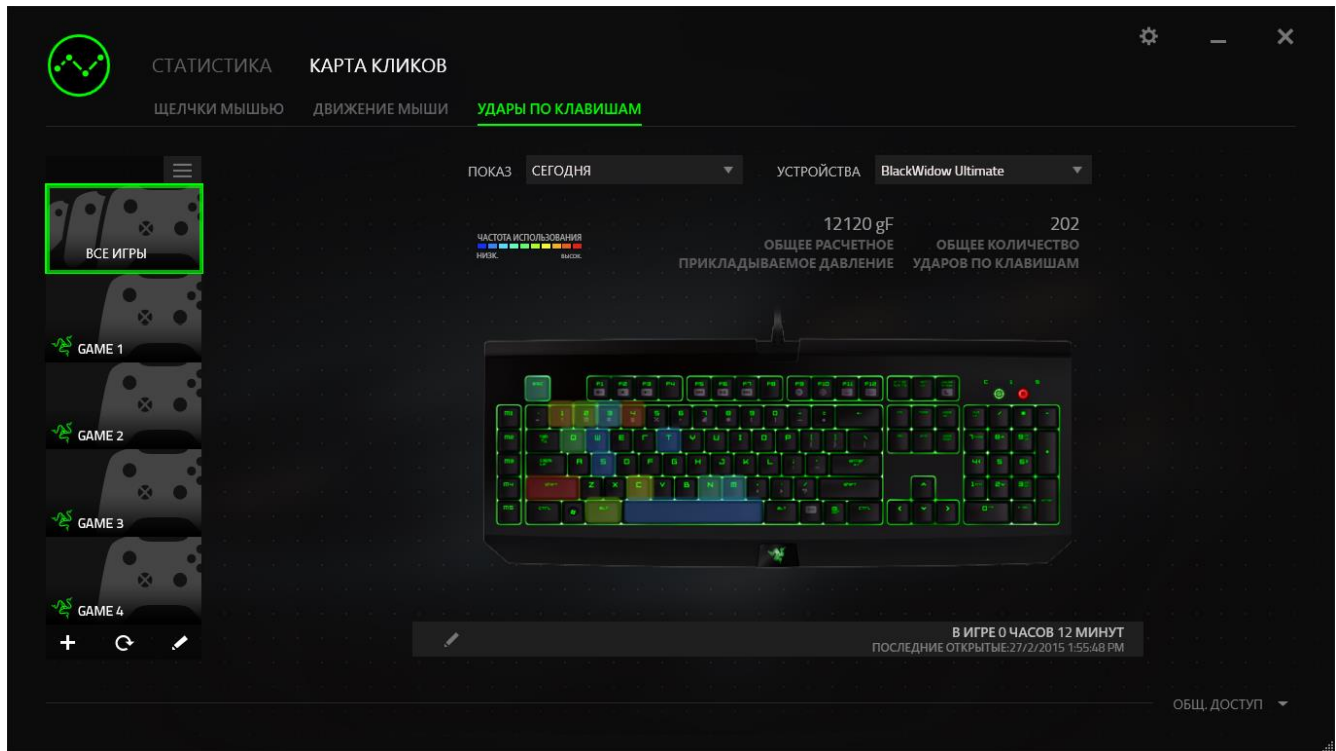 СТАТИСТИКА КАРТА КЛИКОВ
ЩЕЛЧКИ МЫШЬЮ ДВИЖЕНИЕ МЫШИ УДАРЫ ПО КЛАВИШАМ
ПОКАЗ СЕГОДНЯ УСТРОЙСТВА BlackWidow Ultimate
ВСЕ ИГРЫ
GAME 1
GAME 2
GAME 3
GAME 4
ЧАСТОТА ИСПОЛЬЗОВАНИЯ
НИЗК. ВЫСОК.
12120 gF
ОБЩЕЕ РАСЧЕТНОЕ
ПРИКЛАДЫВАЕМОЕ ДАВЛЕНИЕ
202
ОБЩЕЕ КОЛИЧЕСТВО
УДАРОВ ПО КЛАВИШАМ
В ИГРЕ 0 ЧАСОВ 12 МИНУТ
ПОСЛЕДНИЕ ОТКРЫТЫЕ:27/2/2015 1:55:48 PM
ОБЩ. ДОСТУП